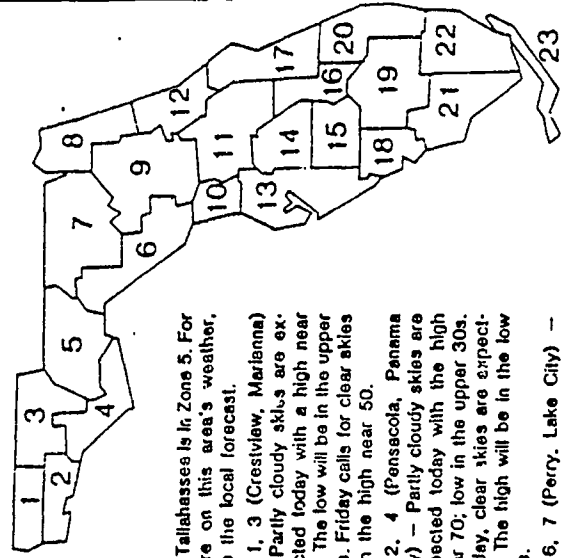 1
2
3
4
5
6
7
8
9
10
11
12
13
14
15
16
17
18
19
20
21
22
23
Tallahassee is in Zone 5. For
re on this area's weather,
the local forecast.
1, 3 (Crestview, Marianna)
Partly cloudy skies are ex-
cted today with a high near
The low will be in the upper
Friday calls for clear skies
h the high near 50.
2, 4 (Pensacola, Panama
y) — Partly cloudy skies are
pected today with the high
ar 70; low in the upper 30s.
day, clear skies are expect-
The high will be in the low
s.
6, 7 (Perry, Lake City) —